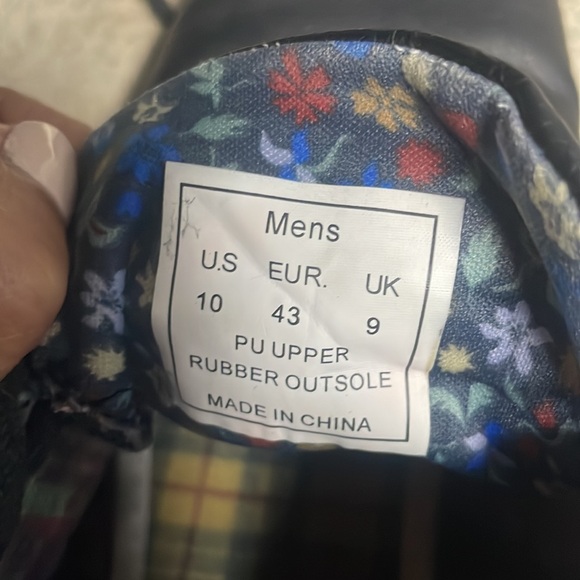 Mens
U.S EUR. UK
10 43 9
PU UPPER
RUBBER OUTSOLE
MADE IN CHINA